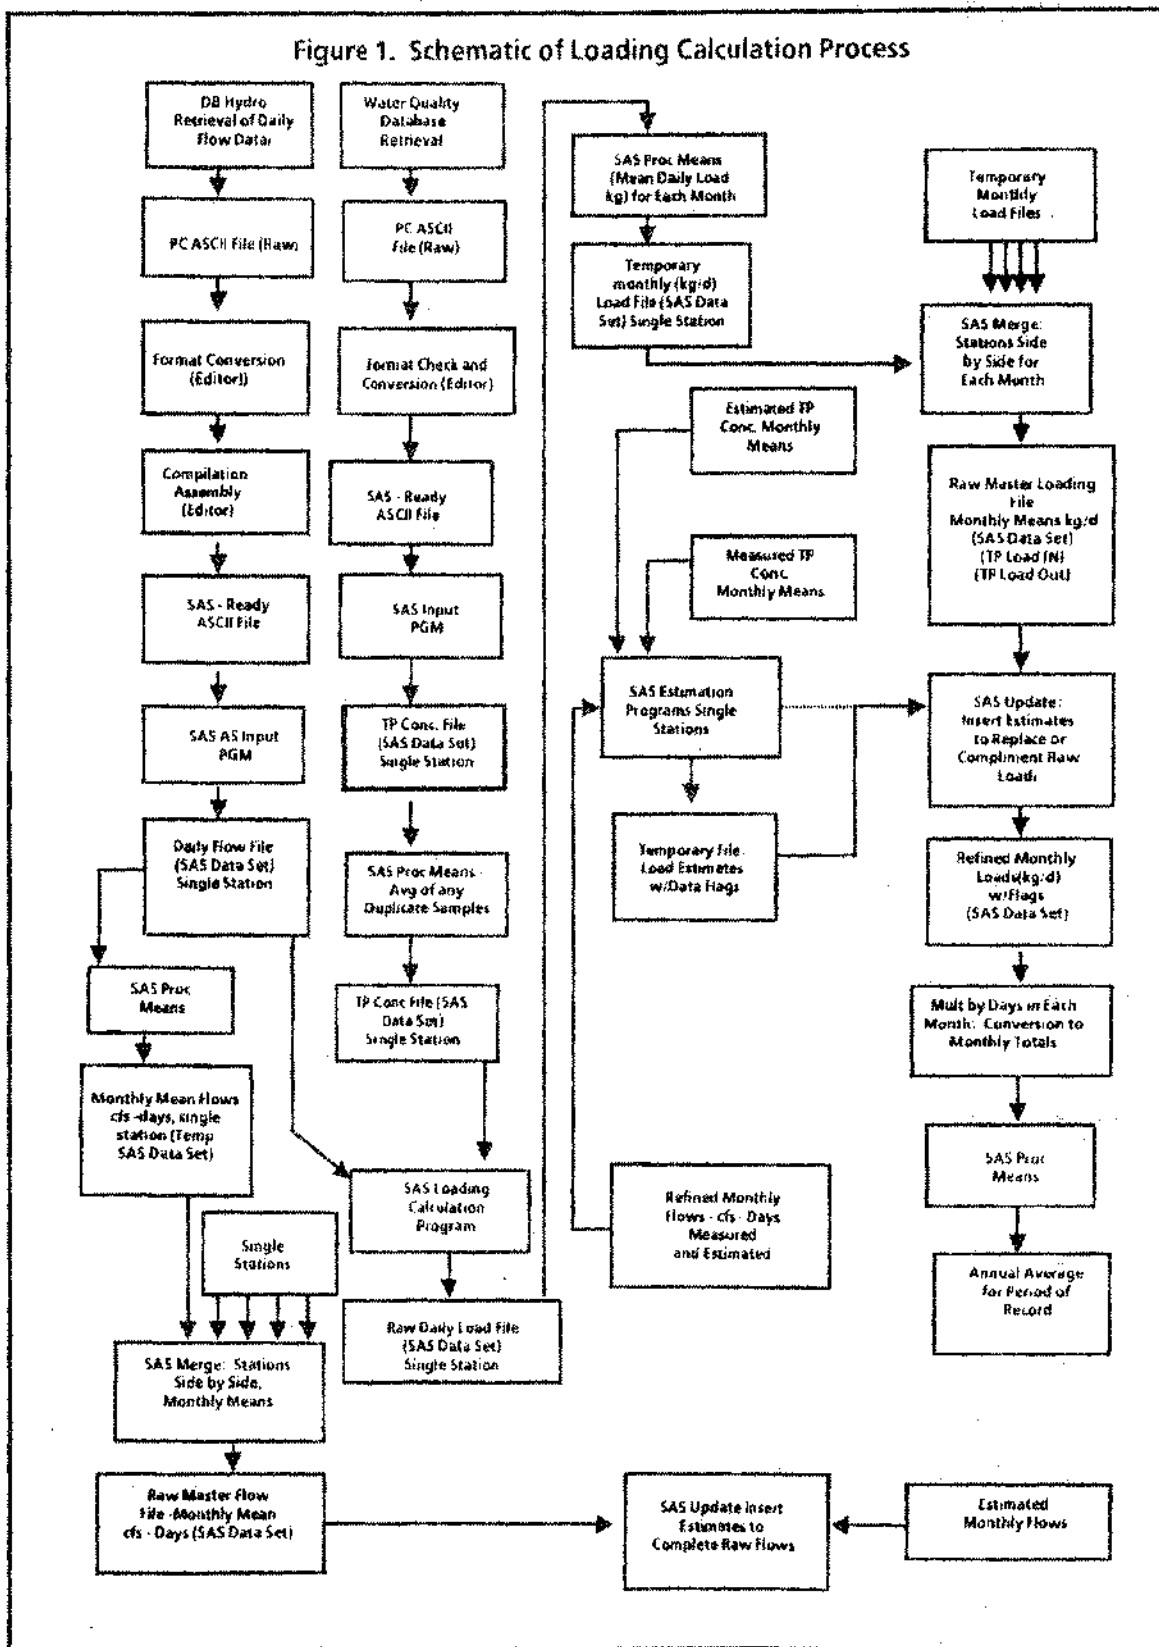 Figure 1. Schematic of Loading Calculation Process
DB Hydro
Retrieval of Daily
Flow Data
PC ASCII File (Raw)
Format Conversion
(Editor)
Compilation
Assembly
(Editor)
SAS - Ready
ASCII File
SAS AS Input
PGM
Daily Flow File
(SAS Data Set)
Single Station
SAS Proc
Means
Monthly Mean Flows
cfs -days, single
station (Temp
SAS Data Set)
Single
Stations
SAS Merge: Stations
Side by Side,
Monthly Means
Raw Master Flow
File -Monthly Mean
cfs - Days (SAS Data Set)
Water Quality
Database
Retrieval
PC ASCII
File (Raw)
Format Check and
Conversion (Editor)
SAS - Ready
ASCII File
SAS Input
PGM
TP Conc. File
(SAS Data Set)
Single Station
SAS Proc Means -
Avg of any
Duplicate Samples
TP Conc File (SAS
Data Set)
Single Station
SAS Loading
Calculation
Program
Raw Daily Load File
(SAS Data Set)
Single Station
SAS Proc Means
(Mean Daily Load
kg) for Each Month
Temporary
monthly (kg/d)
Load File (SAS Data
Set) Single Station
Estimated TP
Conc. Monthly
Means
Measured TP
Conc.
Monthly Means
SAS Estimation
Programs Single
Stations
Temporary File.
Load Estimates
w/Data Flags
Refined Monthly
Flows - cfs - Days
Measured
and Estimated
SAS Update Insert
Estimates to
Complete Raw Flows
Temporary
Monthly
Load Files
SAS Merge:
Stations Side
by Side for
Each Month
Raw Master Loading
File
Monthly Means kg/d
(SAS Data Set)
(TP Load IN)
(TP Load Out)
SAS Update:
Insert Estimates
to Replace or
Compliment Raw
Loads
Refined Monthly
Loads(kg/d)
w/Flags
(SAS Data Set)
Mult by Days in Each
Month: Conversion to
Monthly Totals
SAS Proc
Means
Annual Average
for Period of
Record
Estimated
Monthly Flows